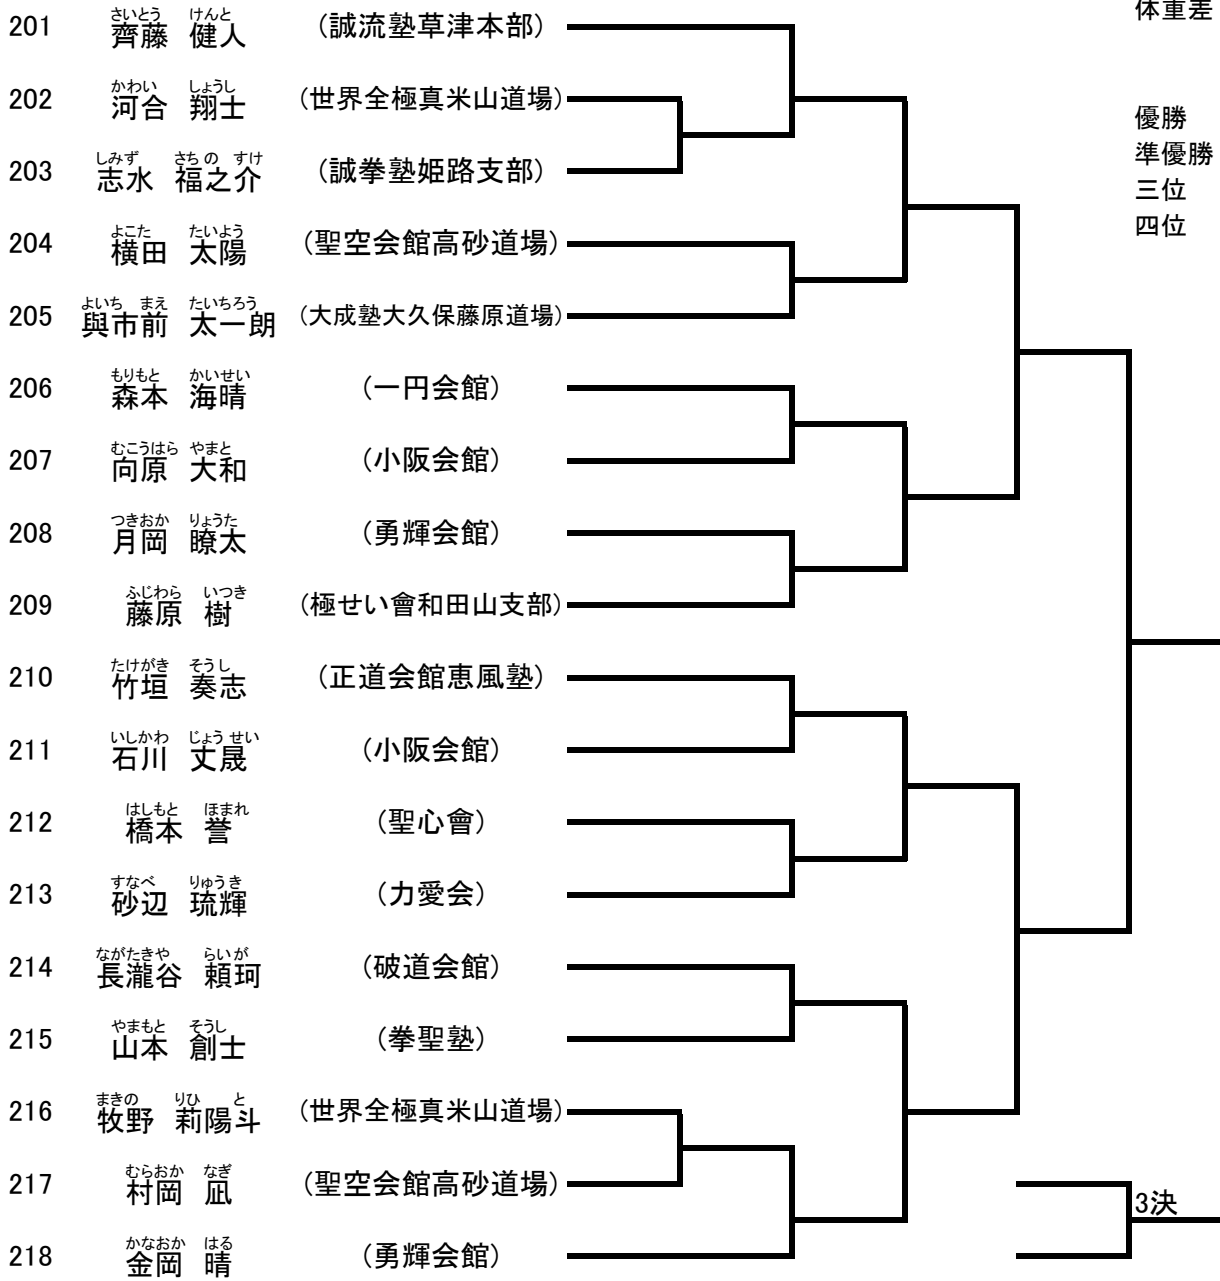 体重差
さいとう けんと
201 齊藤 健人 (誠流塾草津本部)
かわい しょうし
202 河合 翔士 (世界全極真米山道場)
優勝
しみず さちの すけ
203 志水 福之介 (誠拳塾姫路支部)
準優勝
三位
四位
よこた たいよう
204 横田 太陽 (聖空会館高砂道場)
よいち まえ たいちろう
205 與市前 太一朗 (大成塾大久保藤原道場)
もりもと かいせい
206 森本 海晴 (一円会館)
むこうはら やまと
207 向原 大和 (小阪会館)
つきおか りょうた
208 月岡 瞭太 (勇輝会館)
ふじわら いつき
209 藤原 樹 (極せい會和田山支部)
たけがき そうし
210 竹垣 奏志 (正道会館恵風塾)
いしかわ じょうせい
211 石川 丈晟 (小阪会館)
はしもと ほまれ
212 橋本 誉 (聖心會)
すなべ りゅうき
213 砂辺 琉輝 (力愛会)
ながたきや らいが
214 長瀧谷 頼珂 (破道会館)
やまもと そうし
215 山本 創士 (拳聖塾)
まきの りひ と
216 牧野 莉陽斗 (世界全極真米山道場)
むらおか なぎ
217 村岡 凪 (聖空会館高砂道場)
3決
かなおか はる
218 金岡 晴 (勇輝会館)